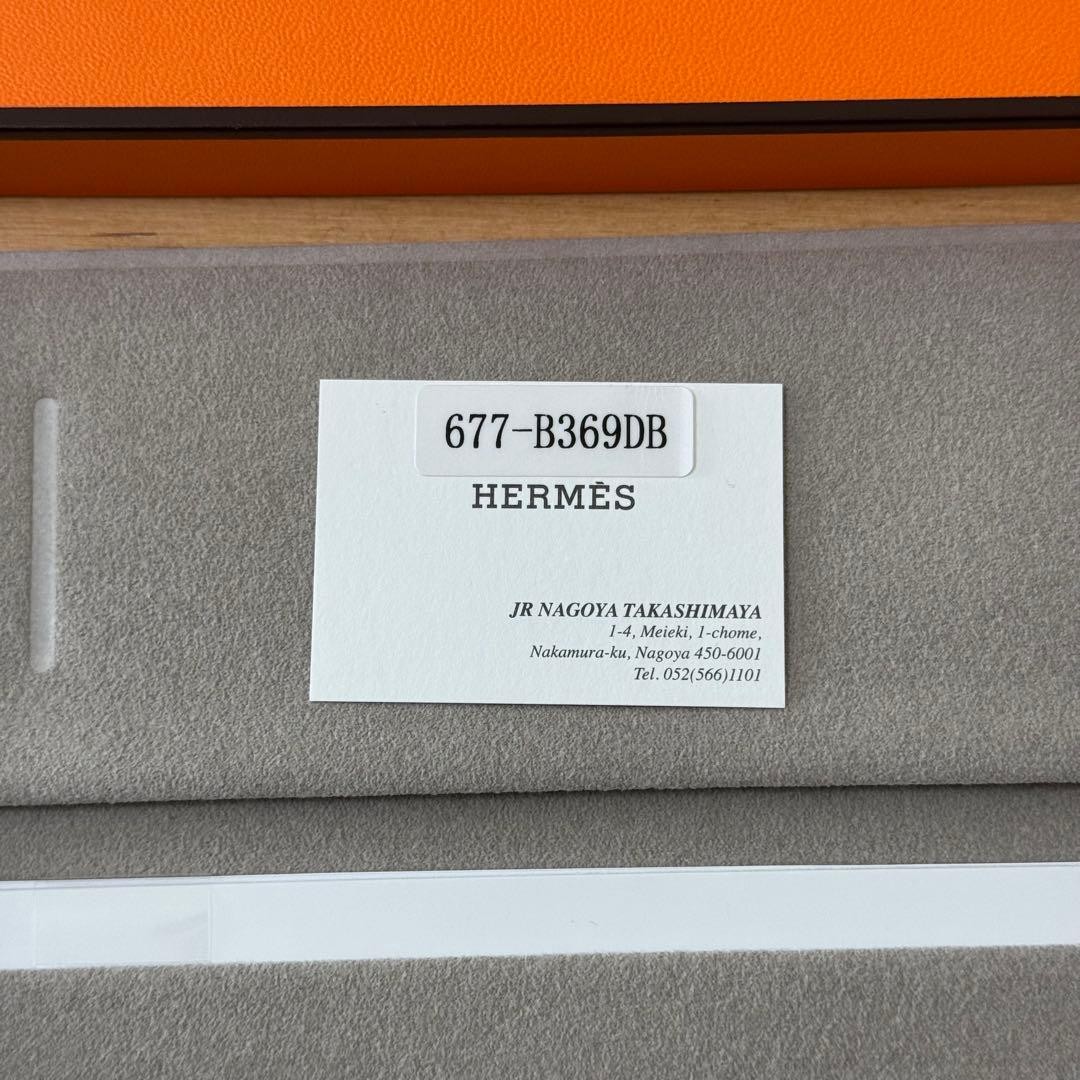 677-B369DB
HERMÈS
JR NAGOYA TAKASHIMAYA
1-4, Meieki, 1-chome,
Nakamura-ku, Nagoya 450-6001
Tel. 052(566)1101